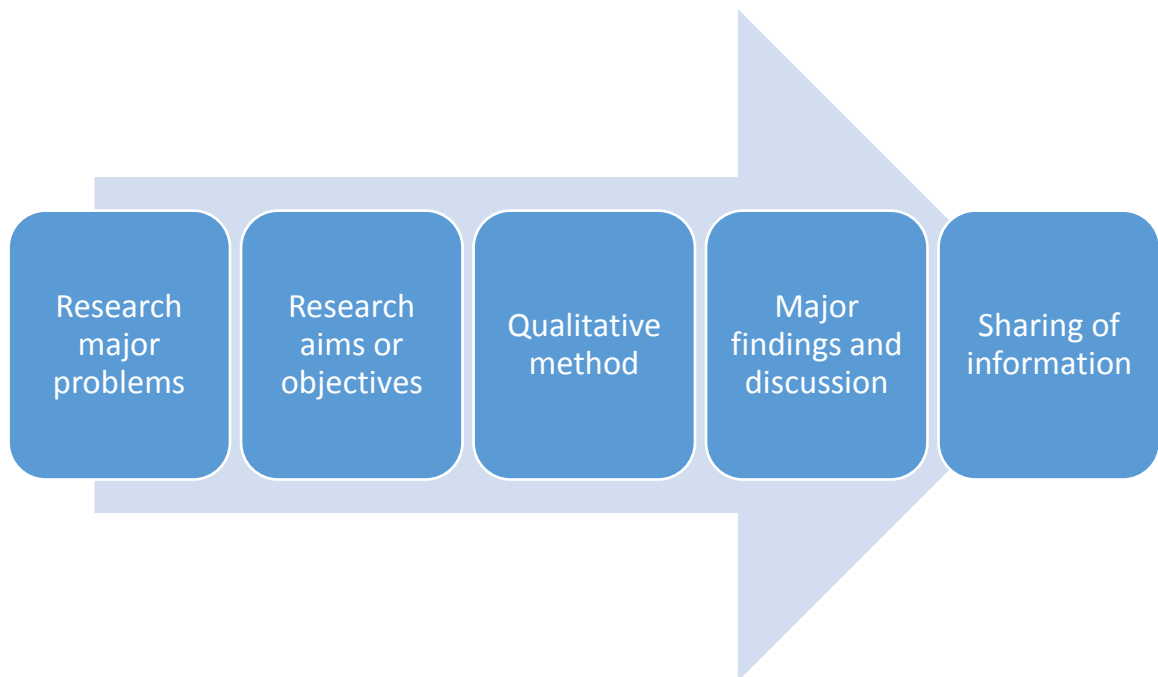 Research
major
problems
Research
aims or
objectives
Qualitative
method
Major
findings and
discussion
Sharing of
information